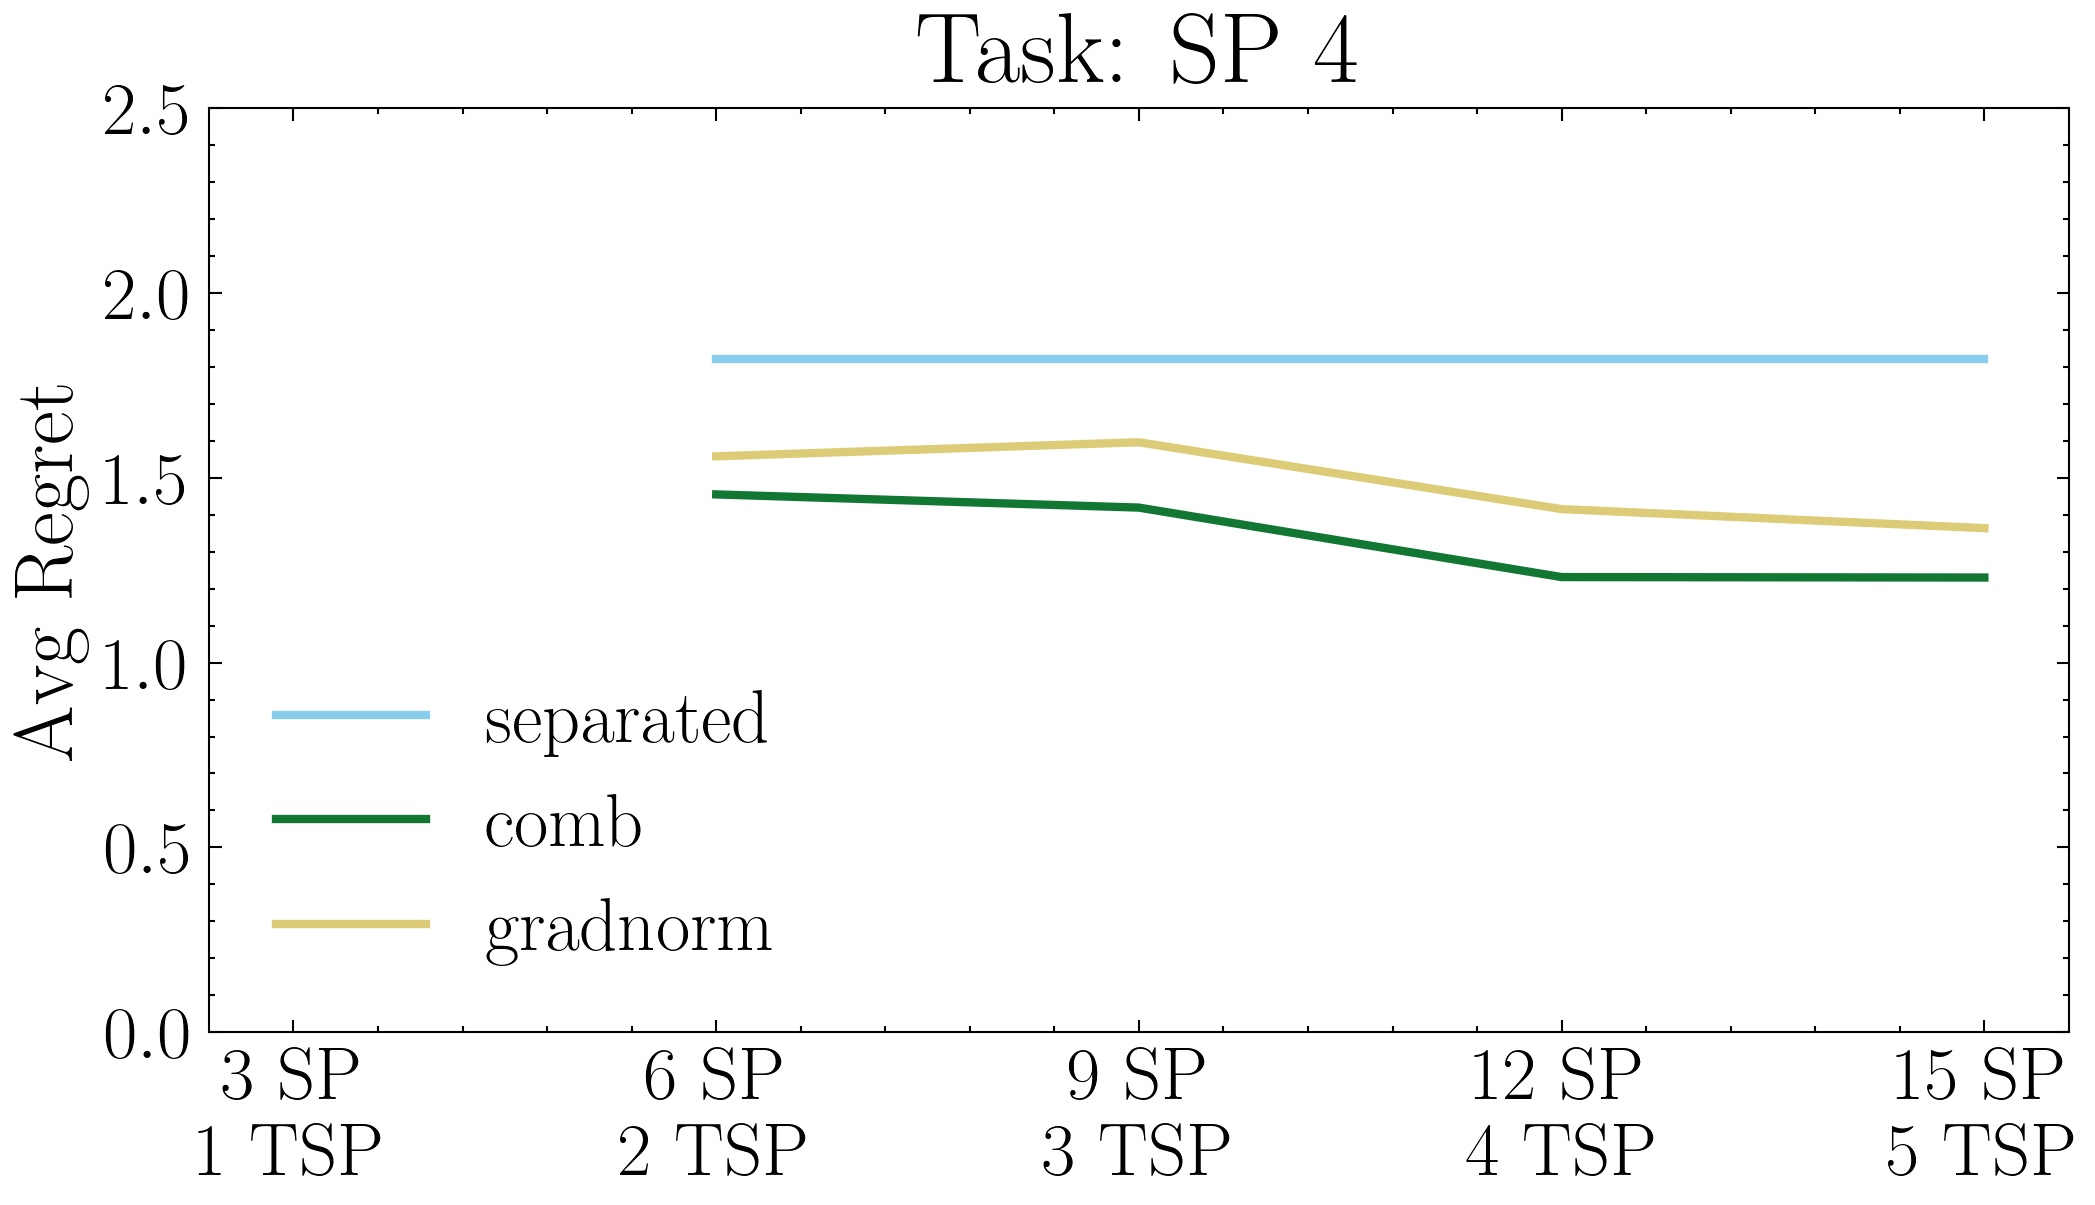 Task: SP 4
Avg Regret
2.5
2.0
1.5
1.0
0.5
0.0
separated
comb
gradnorm
3 SP 6 SP 9 SP 12 SP 15 SP
1 TSP 2 TSP 3 TSP 4 TSP 5 TSP